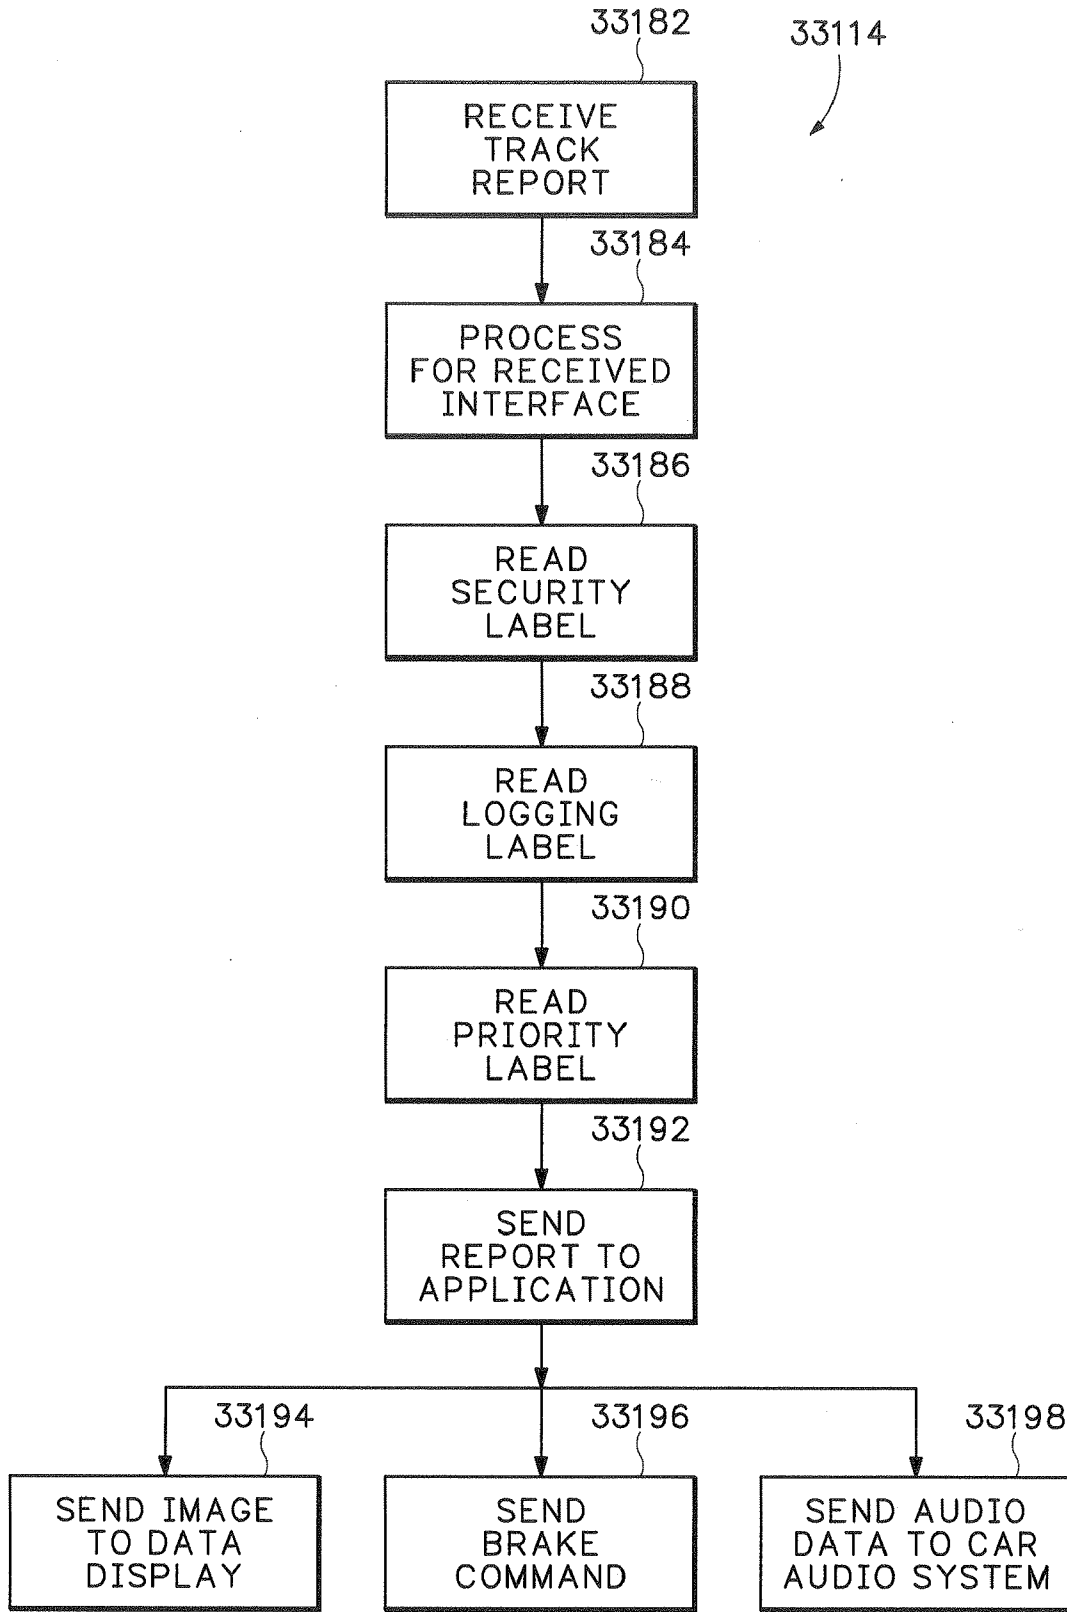 33182
33114
RECEIVE
TRACK
REPORT
33184
PROCESS
FOR RECEIVED
INTERFACE
33186
READ
SECURITY
LABEL
33188
READ
LOGGING
LABEL
33190
READ
PRIORITY
LABEL
33192
SEND
REPORT TO
APPLICATION
33194
SEND IMAGE
TO DATA
DISPLAY
33196
SEND
BRAKE
COMMAND
33198
SEND AUDIO
DATA TO CAR
AUDIO SYSTEM